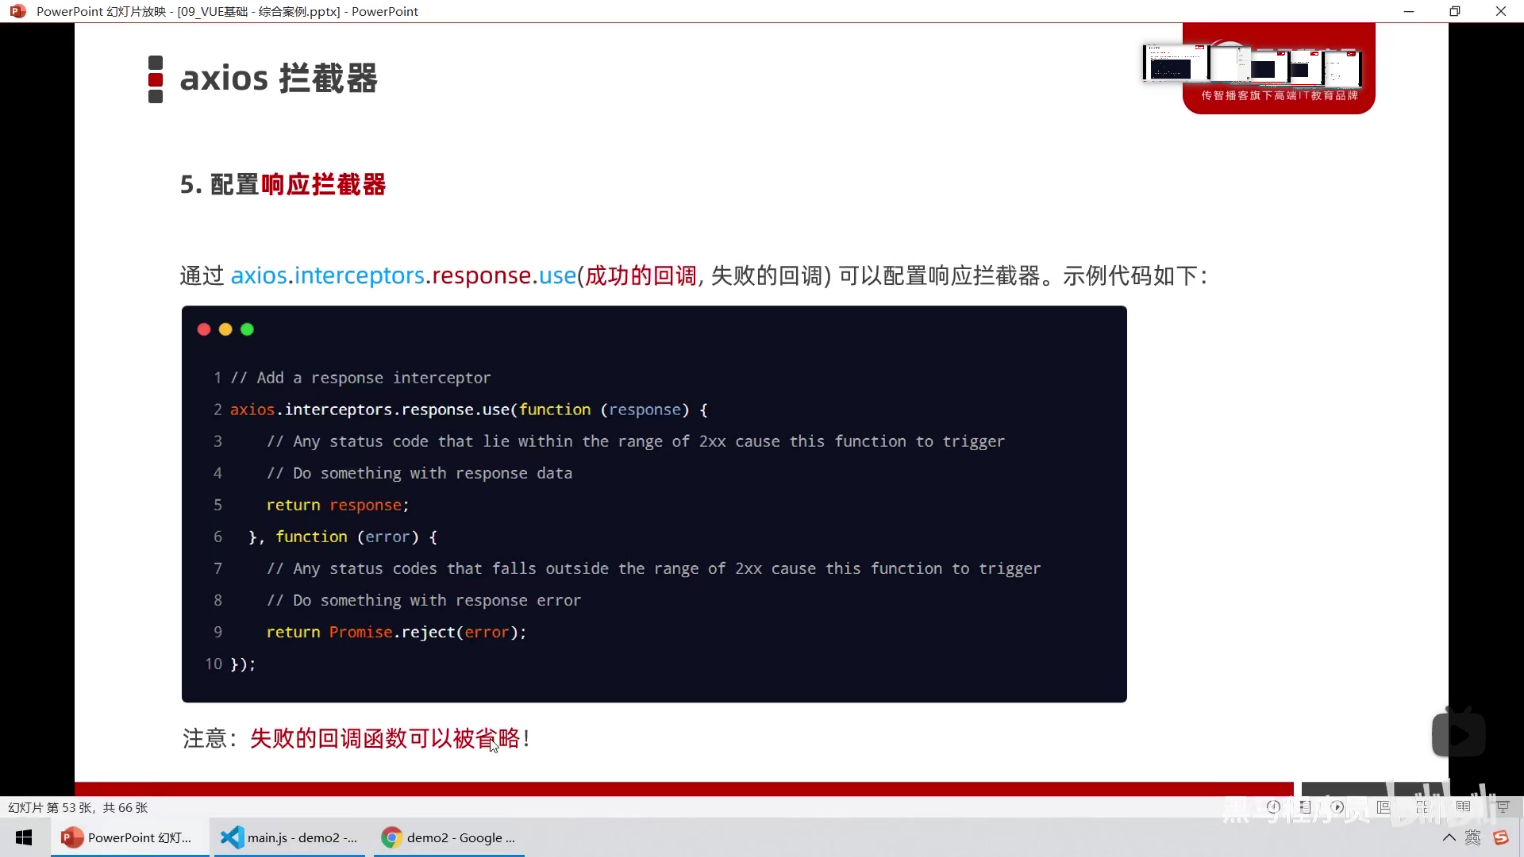 PowerPoint 幻灯片放映 - [09_VUE基础 - 综合案例.pptx] - PowerPoint
axios 拦截器
传智播客旗下高端IT教育品牌
5. 配置响应拦截器
通过 axios.interceptors.response.use(成功的回调, 失败的回调) 可以配置响应拦截器。示例代码如下：
1 // Add a response interceptor
2 axios.interceptors.response.use(function (response) {
3 // Any status code that lie within the range of 2xx cause this function to trigger
4 // Do something with response data
5 return response;
6 }, function (error) {
7 // Any status codes that falls outside the range of 2xx cause this function to trigger
8 // Do something with response error
9 return Promise.reject(error);
10 });
注意：失败的回调函数可以被省略！
幻灯片 第 53 张，共 66 张
黑马程序员 bilibili
PowerPoint 幻灯...
main.js - demo2 -...
demo2 - Google ...
英